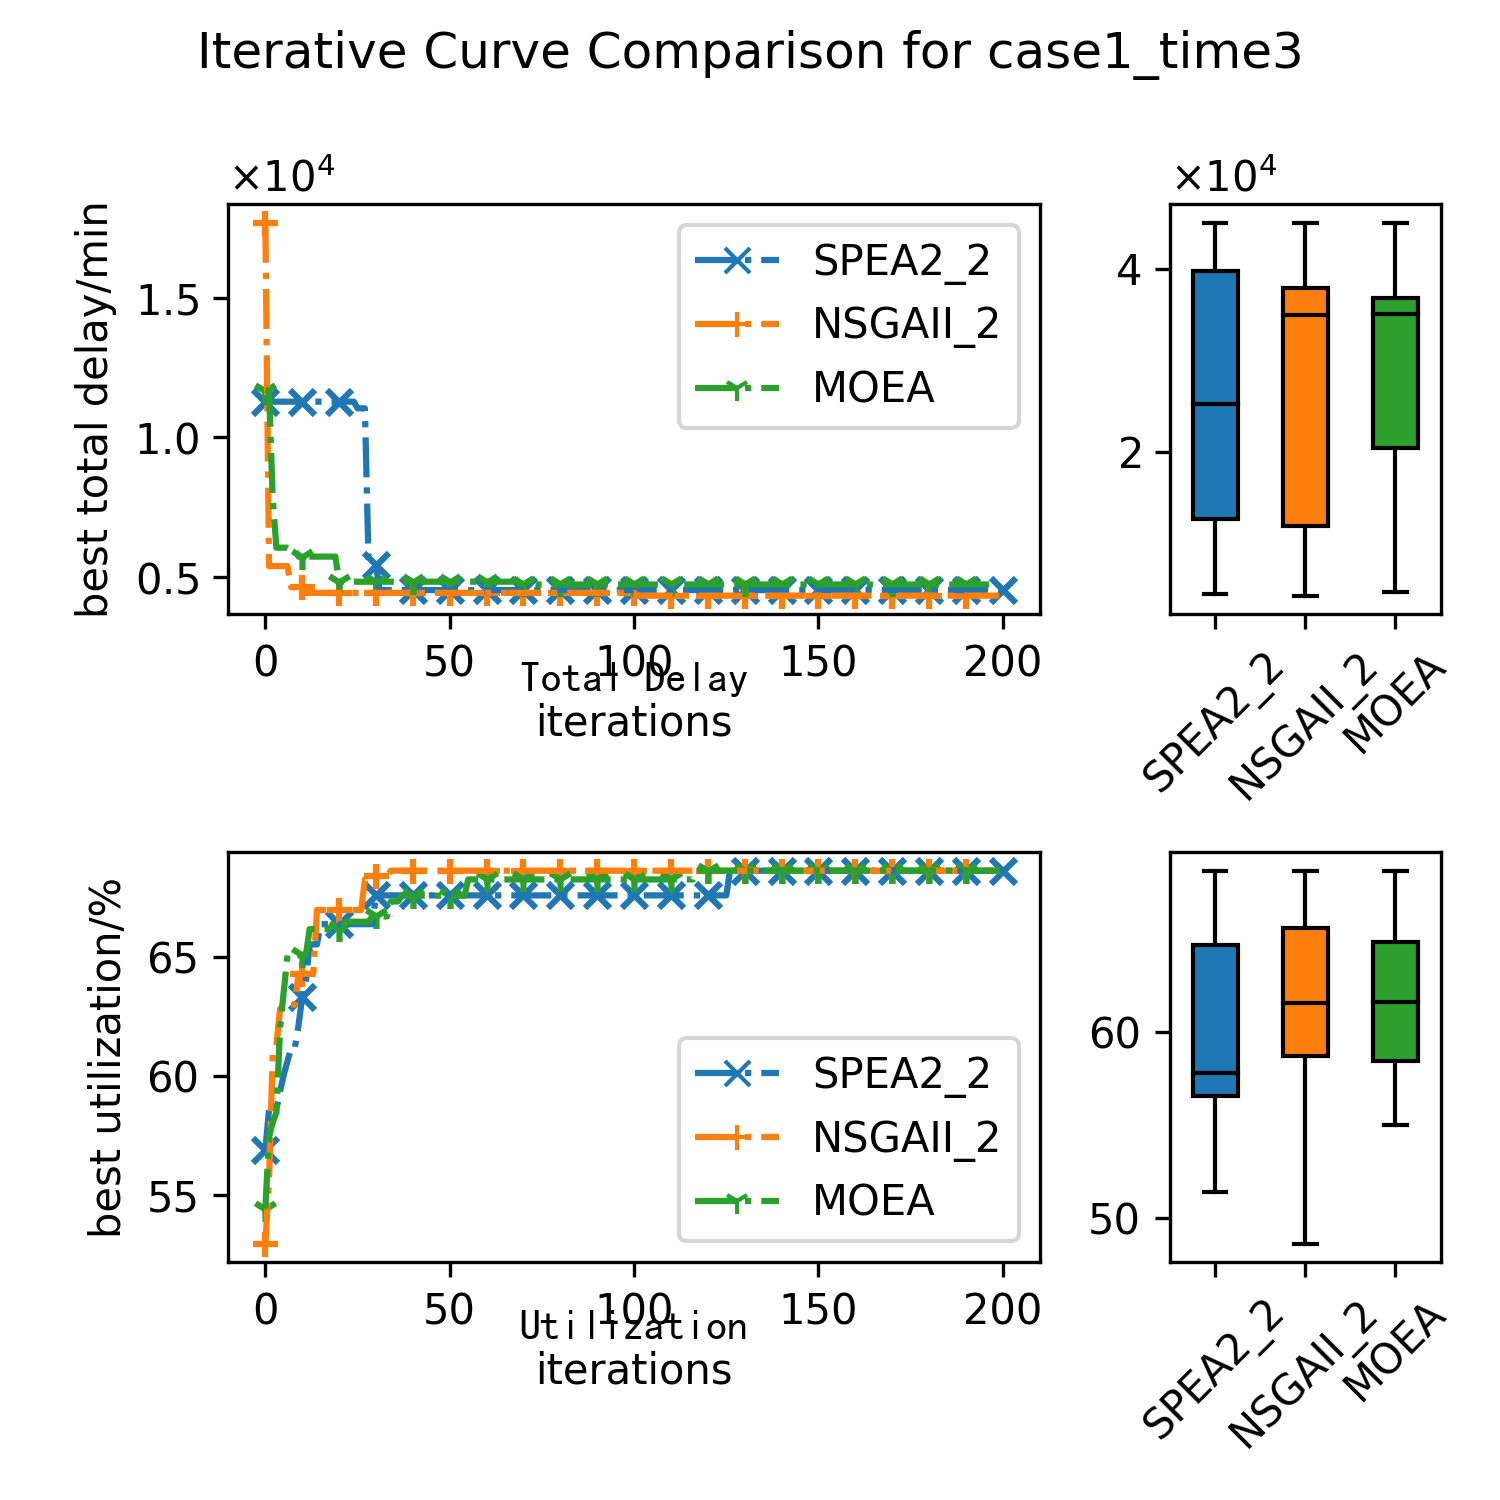 Iterative Curve Comparison for case1_time3
×10⁴
best total delay/min
1.5
1.0
0.5
0 50 100 150 200
Total Delay
iterations
SPEA2_2
NSGAII_2
MOEA
×10⁴
4
2
SPEA2_2
NSGAII_2
MOEA
best utilization/%
65
60
55
0 50 100 150 200
Utilization
iterations
SPEA2_2
NSGAII_2
MOEA
60
50
SPEA2_2
NSGAII_2
MOEA